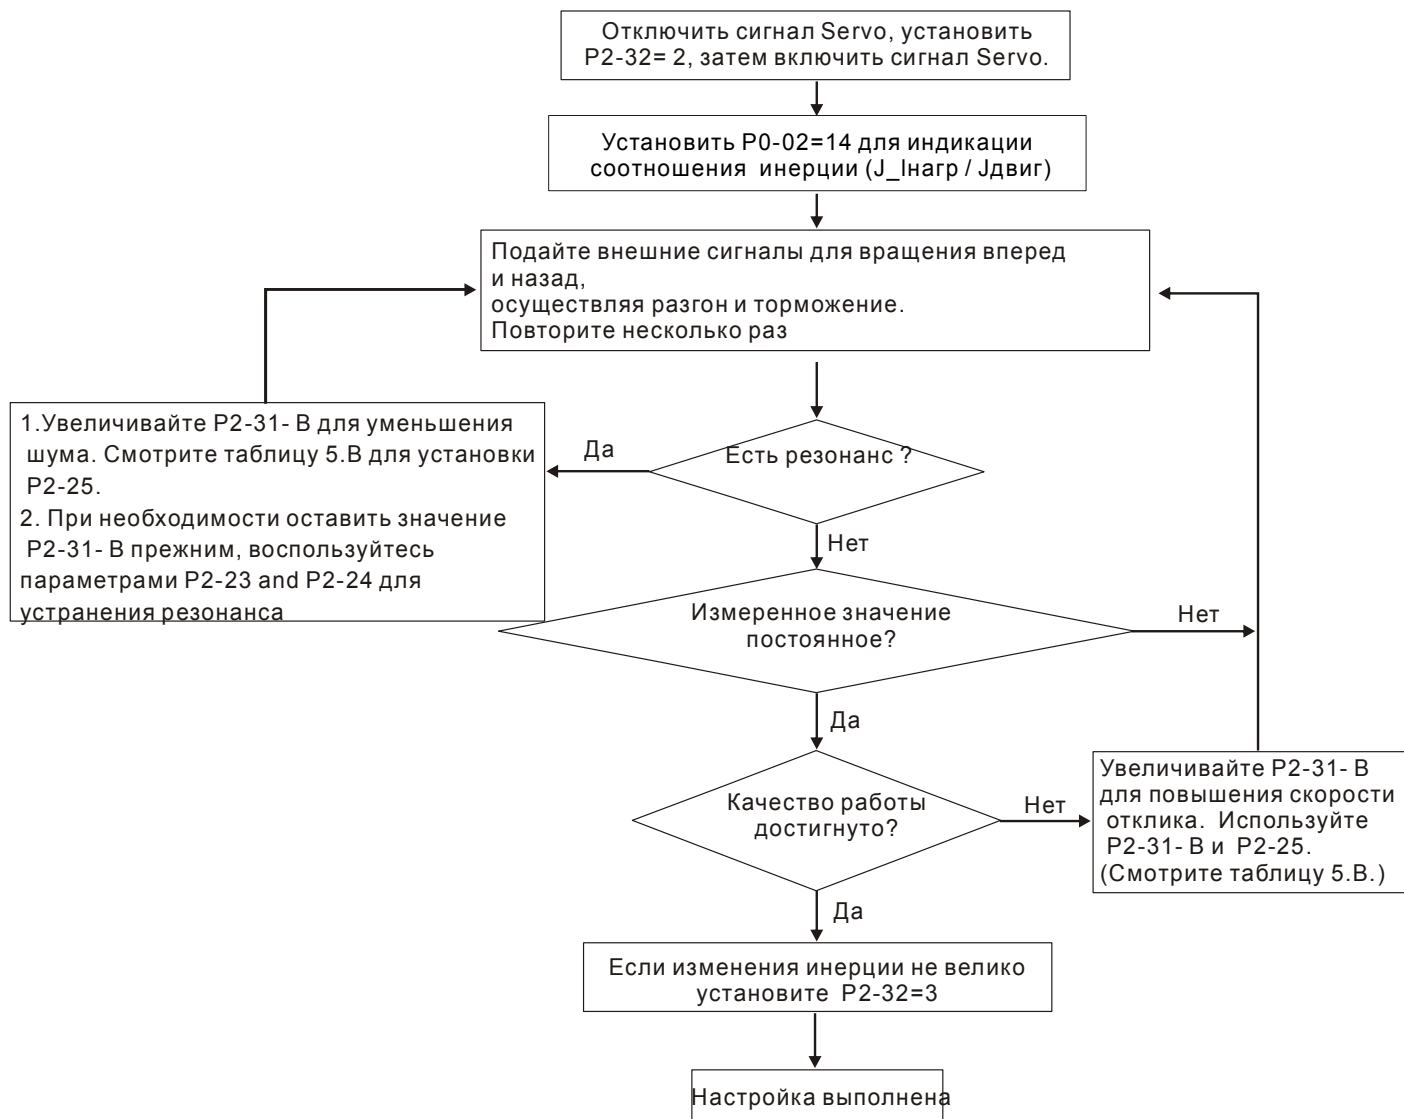 Отключить сигнал Servo, установить
P2-32= 2, затем включить сигнал Servo.
Установить P0-02=14 для индикации
соотношения инерции (J_Iнагр / Jдвиг)
Подайте внешние сигналы для вращения вперед
и назад,
осуществляя разгон и торможение.
Повторите несколько раз
1.Увеличивайте P2-31- B для уменьшения
шума. Смотрите таблицу 5.B для установки
P2-25.
2. При необходимости оставить значение
P2-31- B прежним, воспользуйтесь
параметрами P2-23 and P2-24 для
устранения резонанса
Да
Есть резонанс ?
Нет
Измеренное значение
постоянное?
Нет
Да
Качество работы
достигнуто?
Нет
Увеличивайте P2-31- B
для повышения скорости
отклика. Используйте
P2-31- B и P2-25.
(Смотрите таблицу 5.B.)
Да
Если изменения инерции не велико
установите P2-32=3
Настройка выполнена